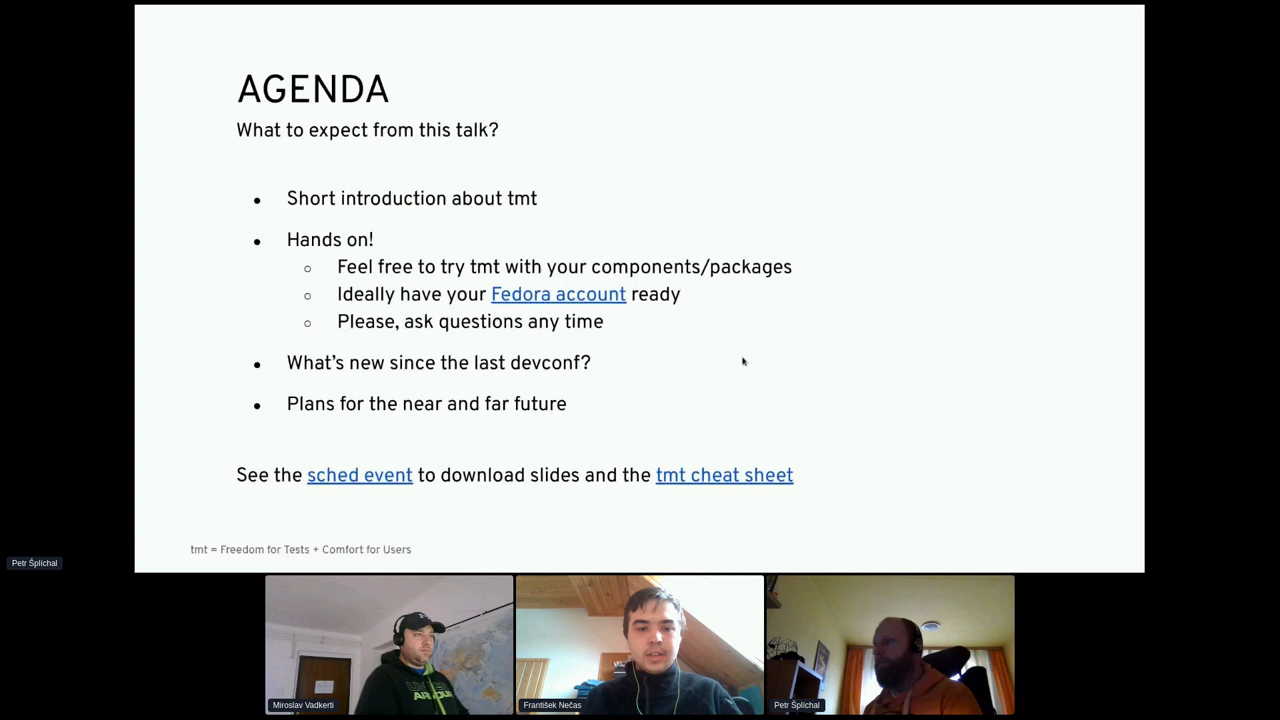 AGENDA
What to expect from this talk?
● Short introduction about tmt
● Hands on!
○ Feel free to try tmt with your components/packages
○ Ideally have your Fedora account ready
○ Please, ask questions any time
● What’s new since the last devconf?
● Plans for the near and far future
See the sched event to download slides and the tmt cheat sheet
tmt = Freedom for Tests + Comfort for Users
Petr Šplíchal
Miroslav Vadkerti
František Nečas
Petr Šplíchal